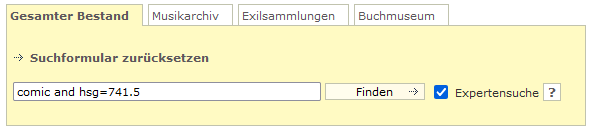 Gesamter Bestand Musikarchiv Exilsammlungen Buchmuseum
Suchformular zurücksetzen
comic and hsg=741.5 Finden Expertensuche ?